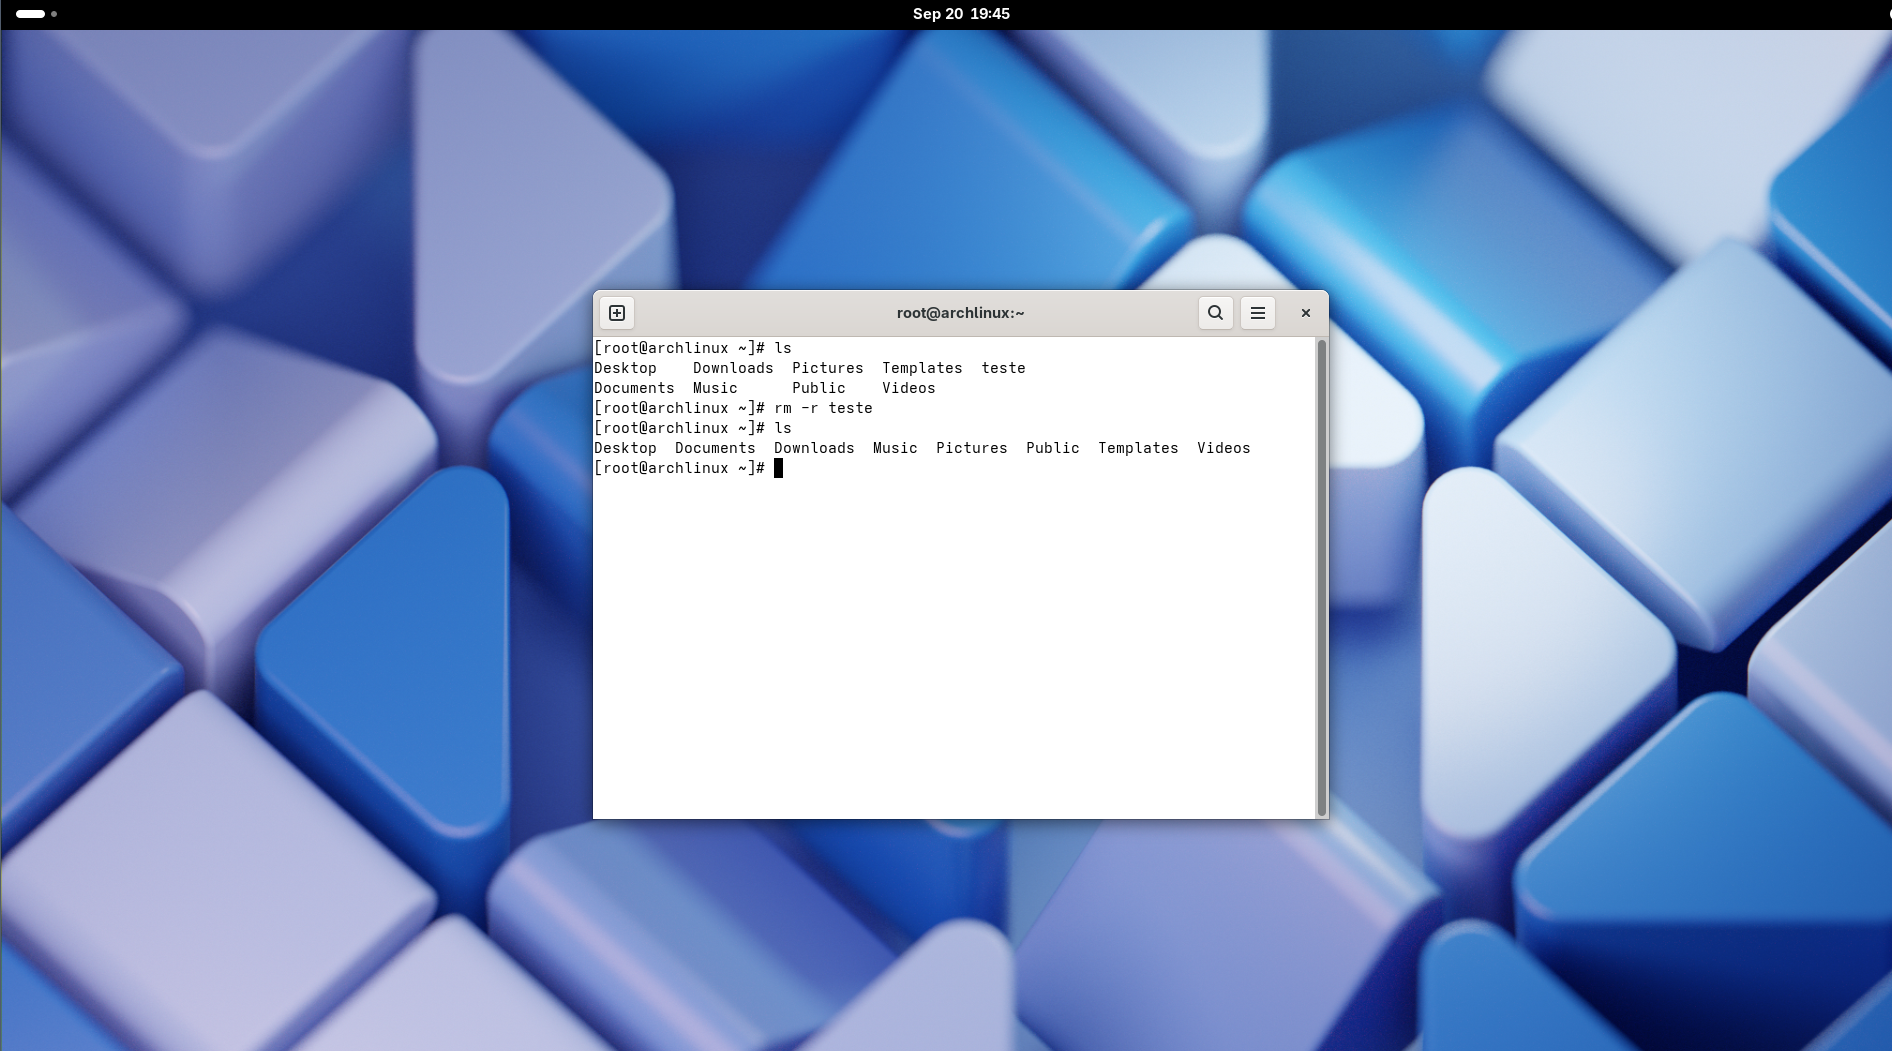 Sep 20  19:45
root@archlinux:~
[root@archlinux ~]# ls
Desktop    Downloads  Pictures  Templates  teste
Documents  Music      Public    Videos
[root@archlinux ~]# rm -r teste
[root@archlinux ~]# ls
Desktop  Documents  Downloads  Music  Pictures  Public  Templates  Videos
[root@archlinux ~]#